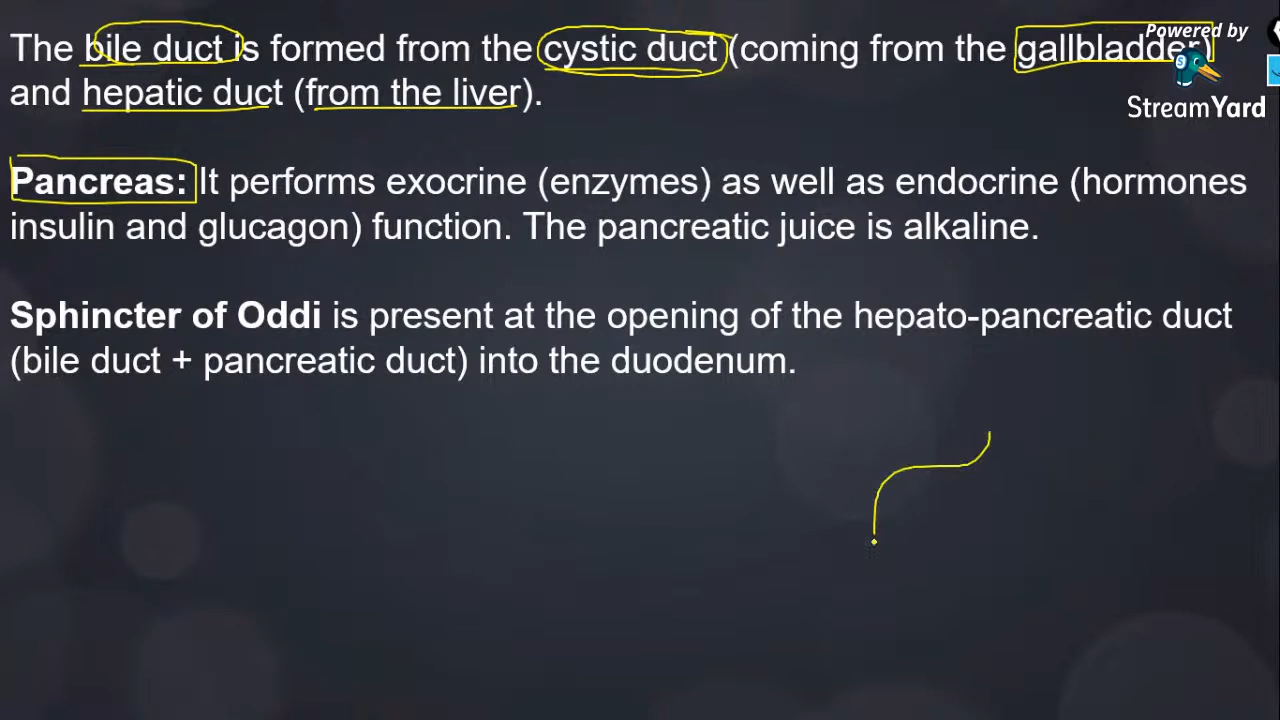 The bile duct is formed from the cystic duct (coming from the gallbladder)
and hepatic duct (from the liver).
Pancreas: It performs exocrine (enzymes) as well as endocrine (hormones
insulin and glucagon) function. The pancreatic juice is alkaline.
Sphincter of Oddi is present at the opening of the hepato-pancreatic duct
(bile duct + pancreatic duct) into the duodenum.
Powered by
StreamYard